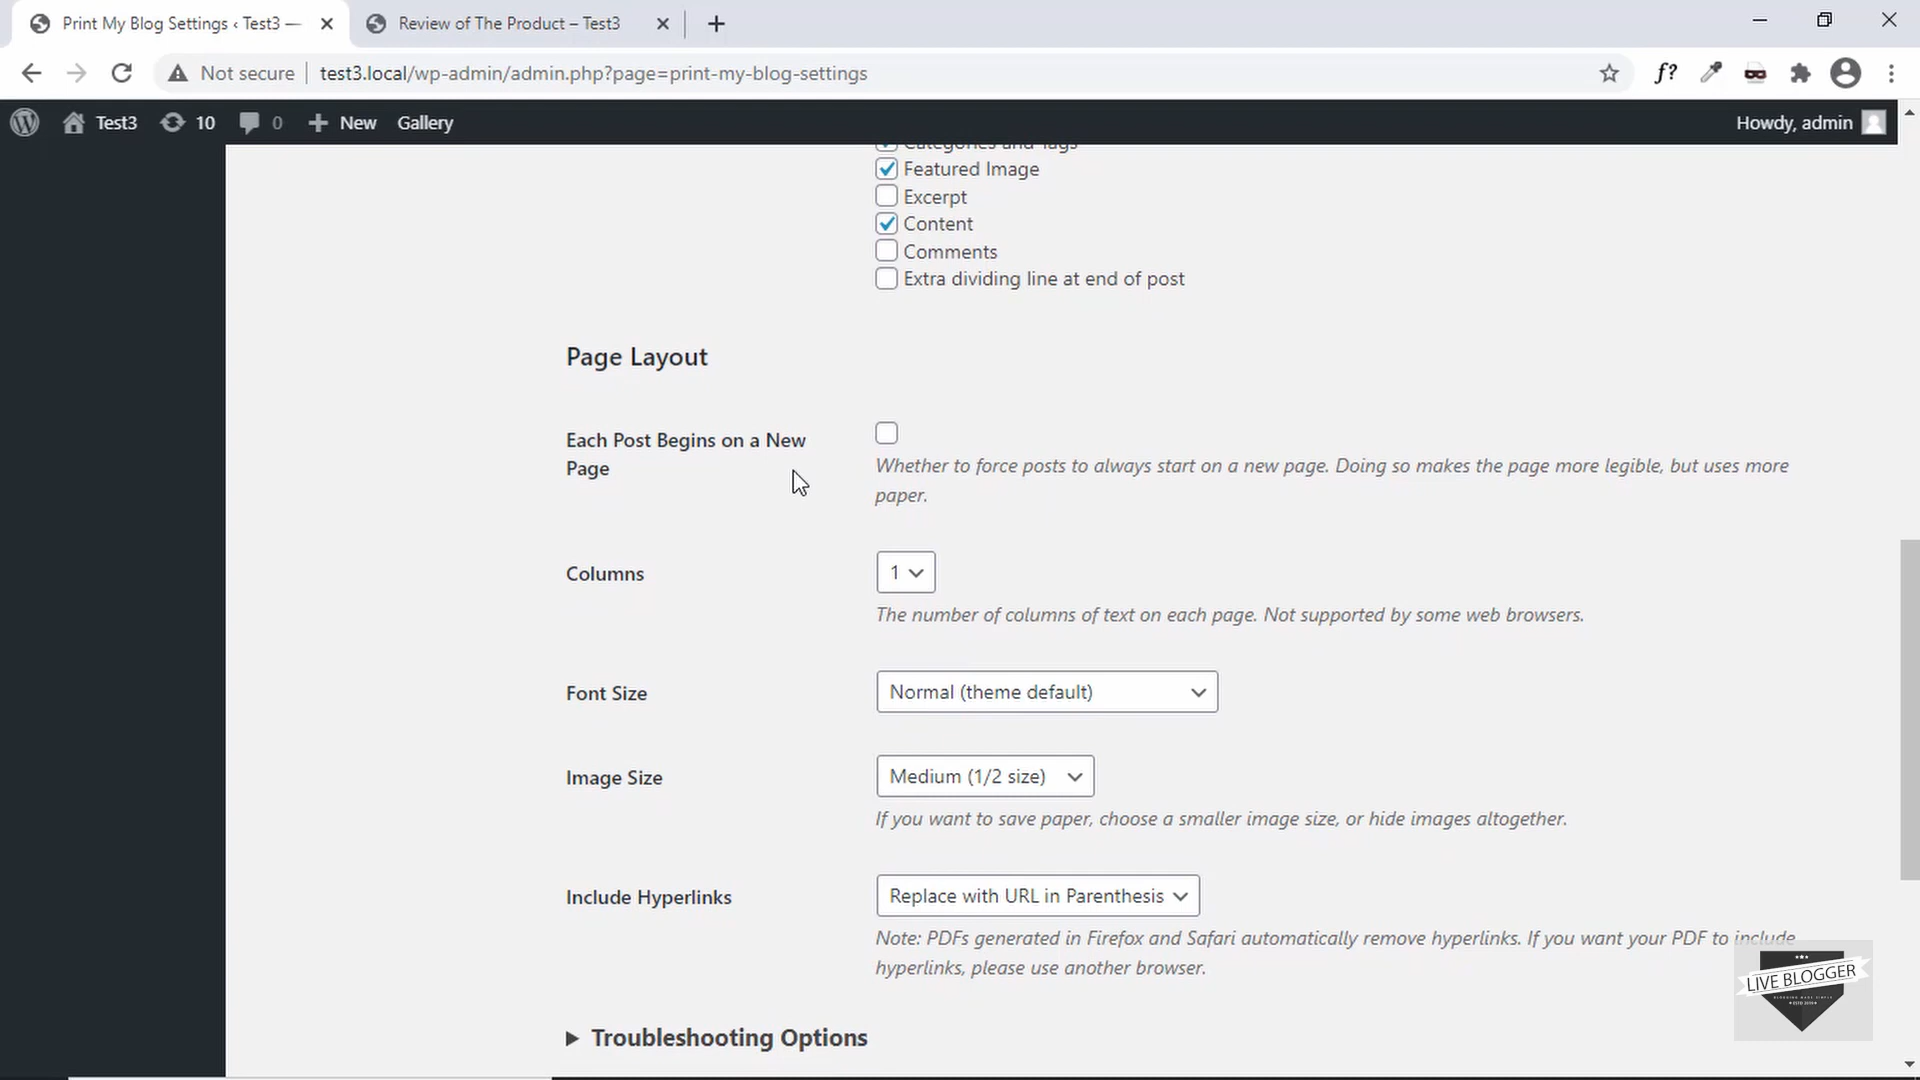 Print My Blog Settings ‹ Test3 —
Review of The Product – Test3
Not secure
test3.local/wp-admin/admin.php?page=print-my-blog-settings
f?
Test3
10
0
New
Gallery
Howdy, admin
Categories and Tags
Featured Image
Excerpt
Content
Comments
Extra dividing line at end of post
Page Layout
Each Post Begins on a New
Page
Whether to force posts to always start on a new page. Doing so makes the page more legible, but uses more
paper.
Columns
1
The number of columns of text on each page. Not supported by some web browsers.
Font Size
Normal (theme default)
Image Size
Medium (1/2 size)
If you want to save paper, choose a smaller image size, or hide images altogether.
Include Hyperlinks
Replace with URL in Parenthesis
Note: PDFs generated in Firefox and Safari automatically remove hyperlinks. If you want your PDF to include
hyperlinks, please use another browser.
LIVE BLOGGER
Troubleshooting Options